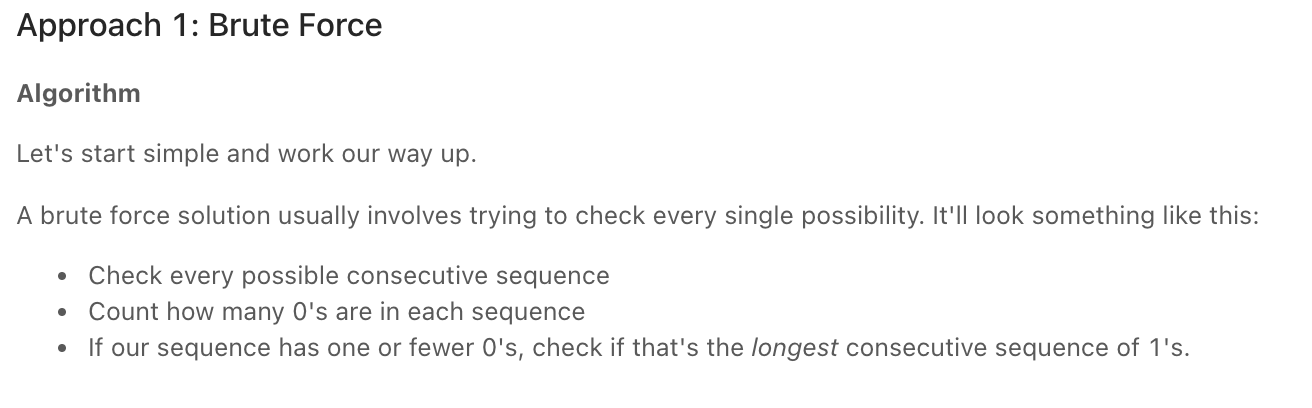 Approach 1: Brute Force
Algorithm
Let's start simple and work our way up.
A brute force solution usually involves trying to check every single possibility. It'll look something like this:
• Check every possible consecutive sequence
• Count how many 0's are in each sequence
• If our sequence has one or fewer 0's, check if that's the longest consecutive sequence of 1's.